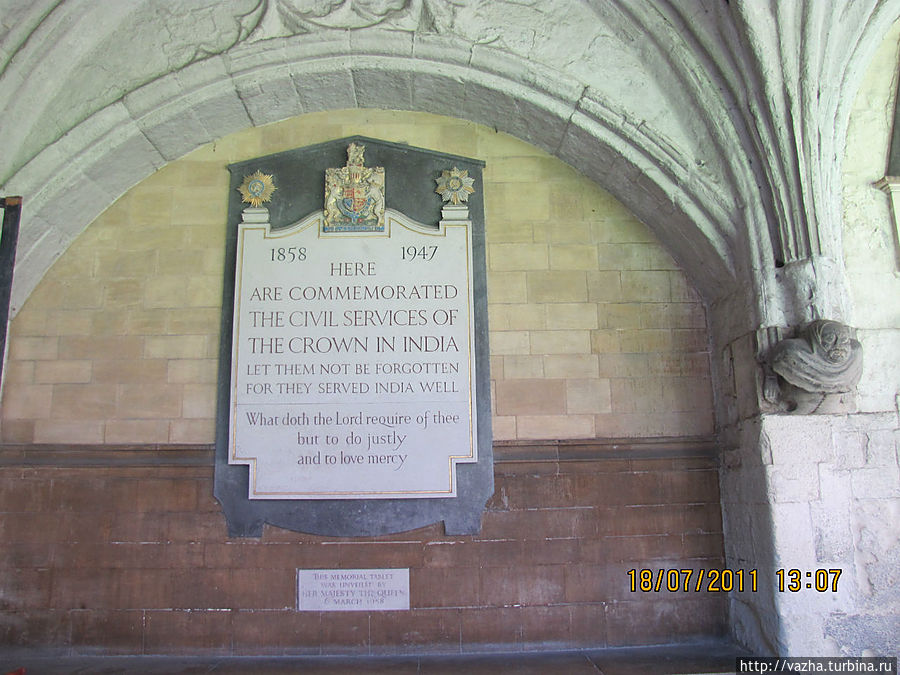 1858 1947
HERE
ARE COMMEMORATED
THE CIVIL SERVICES OF
THE CROWN IN INDIA
LET THEM NOT BE FORGOTTEN
FOR THEY SERVED INDIA WELL
What doth the Lord require of thee
but to do justly
and to love mercy
THIS MEMORIAL TABLET
WAS UNVEILED BY
HER MAJESTY THE QUEEN
MARCH 1958
18/07/2011 13:07
http://vazha.turbina.ru/